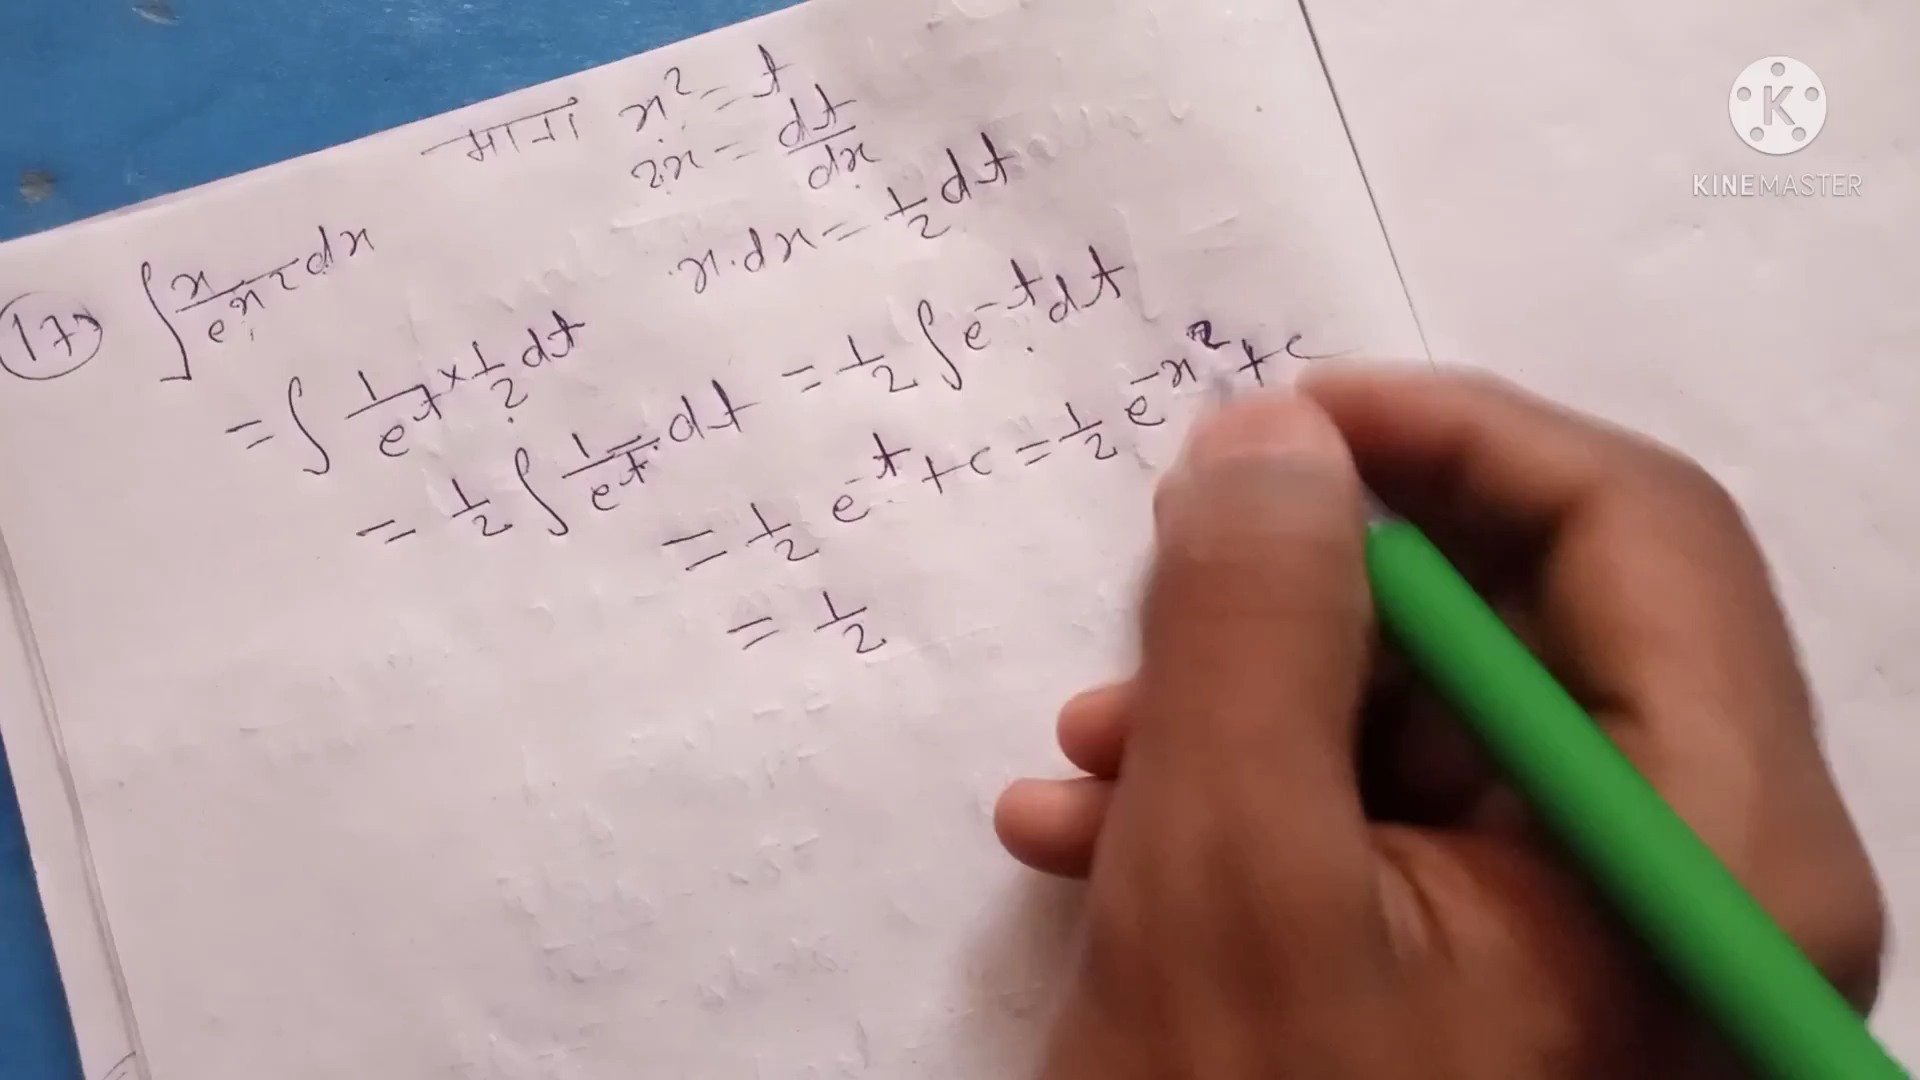 माना x² = t
2x = dt/dx
x.dx = 1/2 dt
17) ∫ x/e^x² dx
= ∫ 1/e^t × 1/2 dt
= 1/2 ∫ 1/e^t dt = 1/2 ∫ e^-t dt
= 1/2 e^-t + c = 1/2 e^-x² + c
= 1/2
KINEMASTER